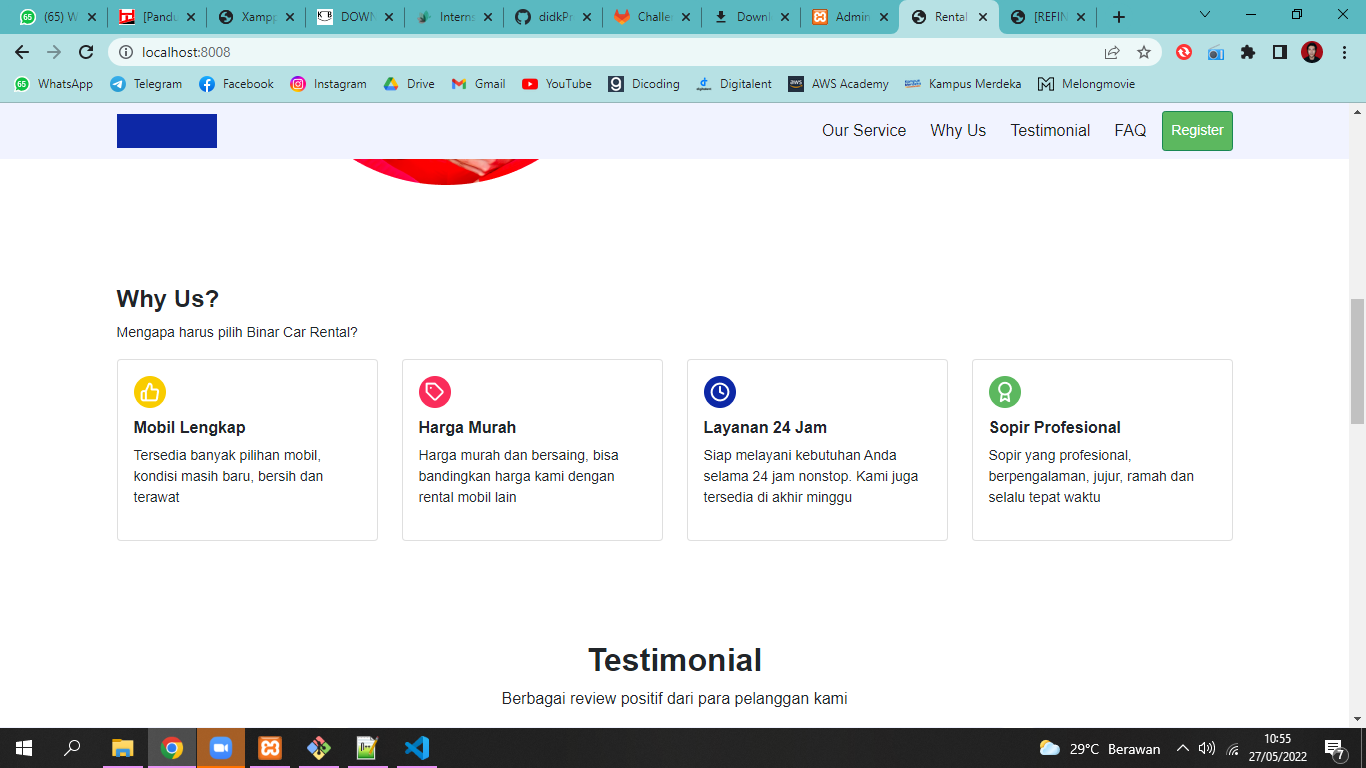 65
(65) W
[Pandu
Xampp
DOWN
Interns
didkPr
Challe
Downl
Admin
Rental
[REFIN
localhost:8008
65
WhatsApp
Telegram
Facebook
Instagram
Drive
Gmail
YouTube
Dicoding
Digitalent
aws
AWS Academy
Kampus Merdeka
Melongmovie
Our Service
Why Us
Testimonial
FAQ
Register
Why Us?
Mengapa harus pilih Binar Car Rental?
Mobil Lengkap
Tersedia banyak pilihan mobil,
kondisi masih baru, bersih dan
terawat
Harga Murah
Harga murah dan bersaing, bisa
bandingkan harga kami dengan
rental mobil lain
Layanan 24 Jam
Siap melayani kebutuhan Anda
selama 24 jam nonstop. Kami juga
tersedia di akhir minggu
Sopir Profesional
Sopir yang profesional,
berpengalaman, jujur, ramah dan
selalu tepat waktu
Testimonial
Berbagai review positif dari para pelanggan kami
29°C Berawan
10:55
27/05/2022
7